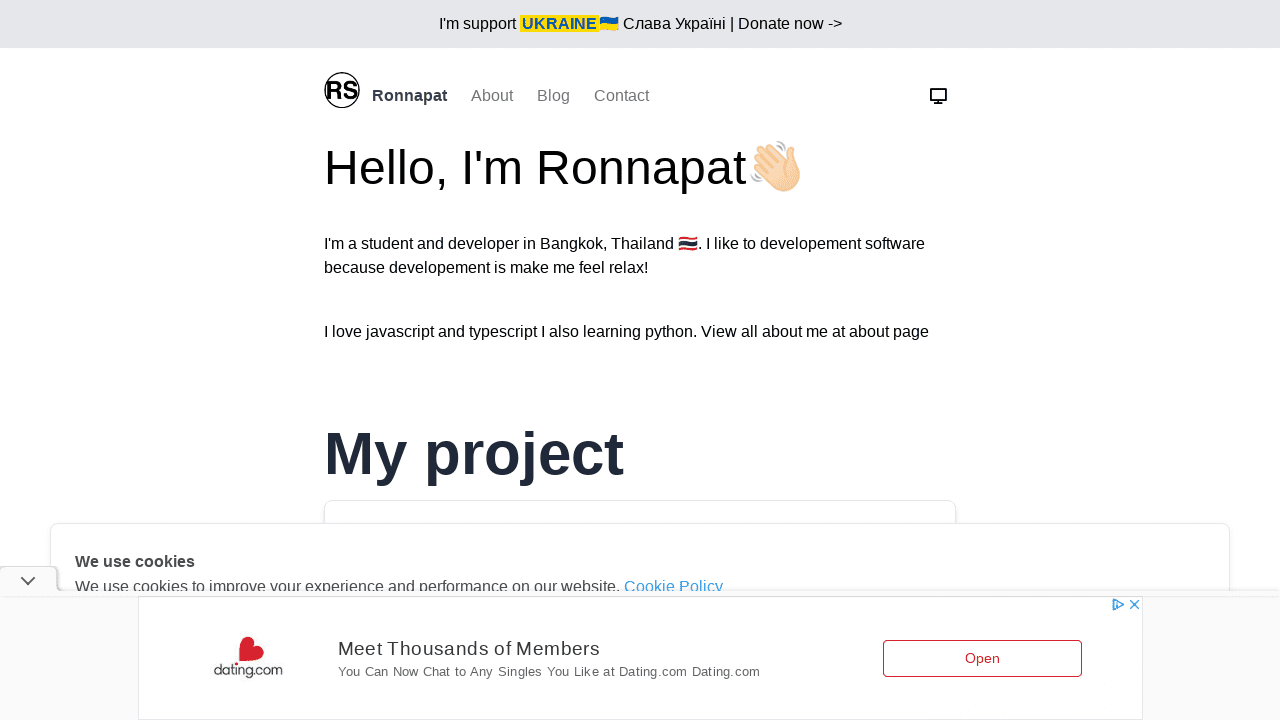 I'm support UKRAINE🇺🇦 Слава Україні | Donate now ->
RS Ronnapat About Blog Contact
Hello, I'm Ronnapat👋🏻
I'm a student and developer in Bangkok, Thailand 🇹🇭. I like to developement software
because developement is make me feel relax!
I love javascript and typescript I also learning python. View all about me at about page
My project
We use cookies
We use cookies to improve your experience and performance on our website. Cookie Policy
Meet Thousands of Members
You Can Now Chat to Any Singles You Like at Dating.com Dating.com
dating.com
Open